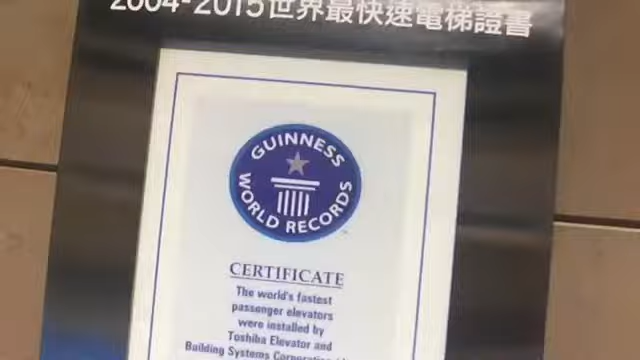 2004-2015世界最快速電梯證書
GUINNESS
WORLD RECORDS
CERTIFICATE
The world's fastest
passenger elevators
were installed by
Toshiba Elevator and
Building Systems Corporation